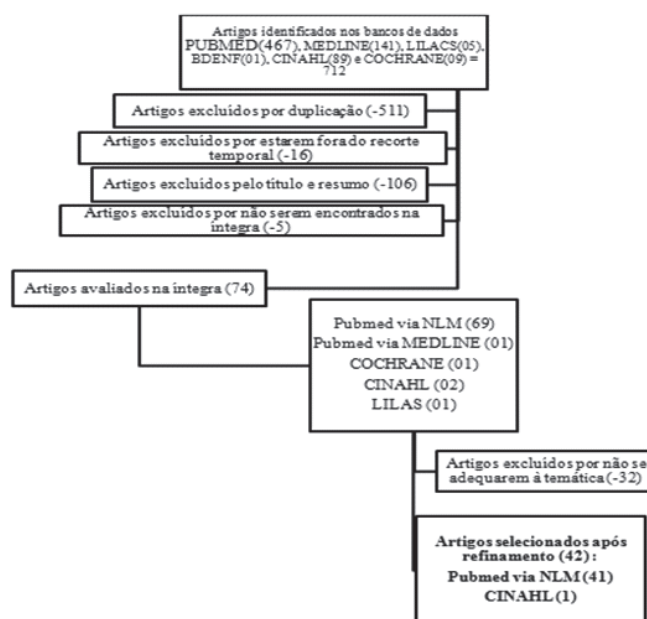 Artigos identificados nos bancos de dados
PUBMED(467), MEDLINE(141), LILACS(05),
BDENF(01), CINAHL(89) e COCHRANE(09) =
712
Artigos excluídos por duplicação (-511)
Artigos excluídos por estarem fora do recorte
temporal (-16)
Artigos excluídos pelo título e resumo (-106)
Artigos excluídos por não serem encontrados na
íntegra (-5)
Artigos avaliados na íntegra (74)
Pubmed via NLM (69)
Pubmed via MEDLINE (01)
COCHRANE (01)
CINAHL (02)
LILAS (01)
Artigos excluídos por não se
adequarem à temática (-32)
Artigos selecionados após
refinamento (42) :
Pubmed via NLM (41)
CINAHL (1)